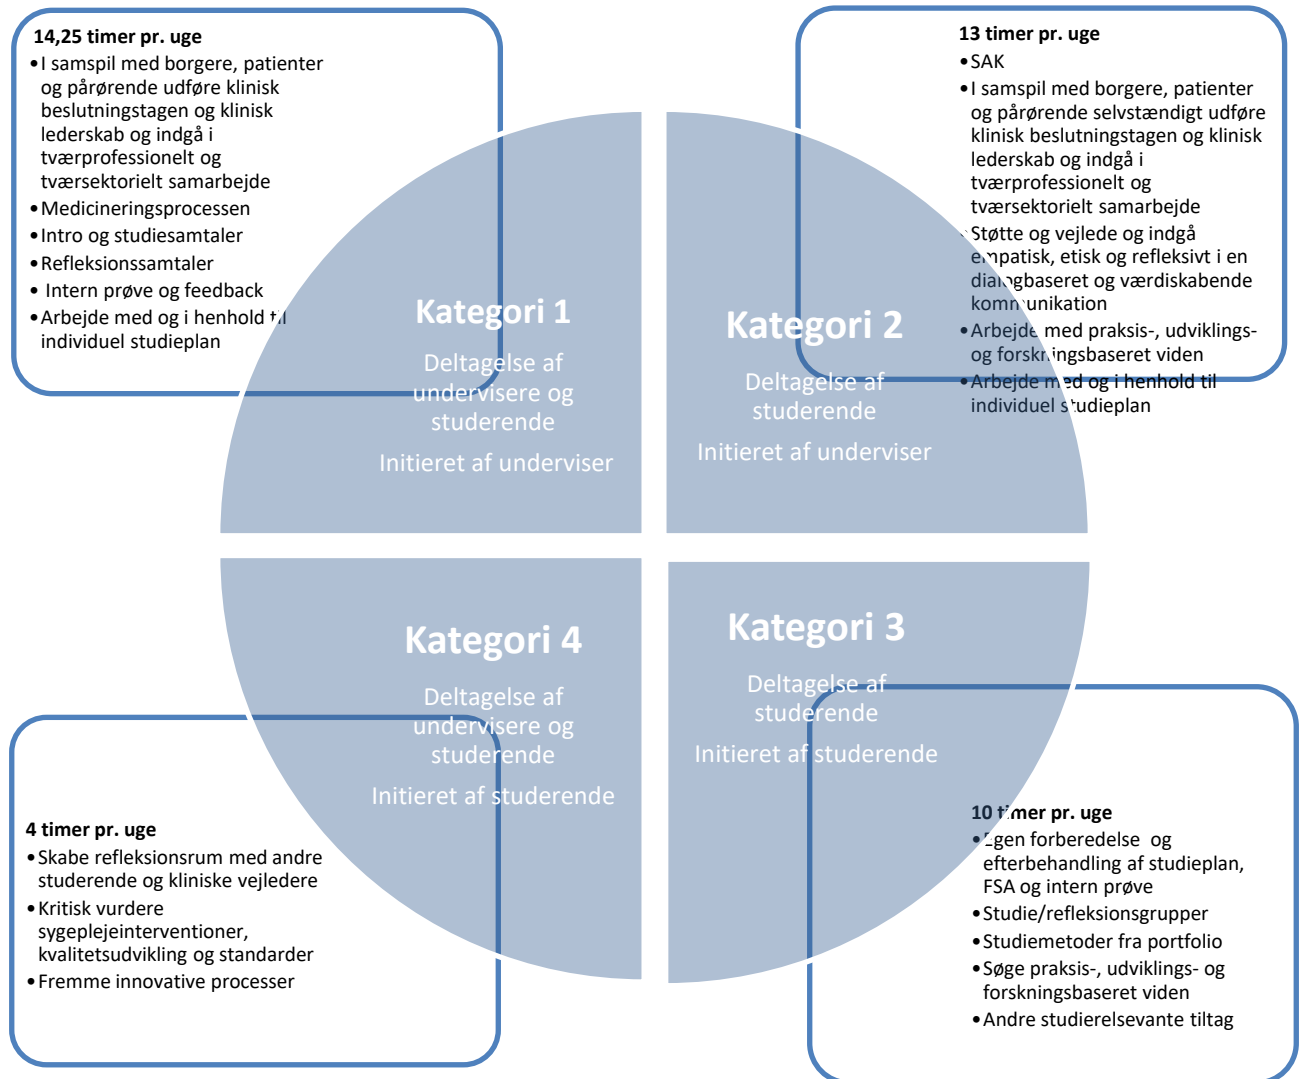 14,25 timer pr. uge
•I samspil med borgere, patienter
og pårørende udføre klinisk
beslutningstagen og klinisk
lederskab og indgå i
tværprofessionelt og
tværsektorielt samarbejde
•Medicineringsprocessen
•Intro og studiesamtaler
•Refleksionssamtaler
• Intern prøve og feedback
•Arbejde med og i henhold til
individuel studieplan
Kategori 1
Deltagelse af
undervisere og
studerende
Initieret af underviser
13 timer pr. uge
•SAK
•I samspil med borgere, patienter
og pårørende selvstændigt udføre
klinisk beslutningstagen og klinisk
lederskab og indgå i
tværprofessionelt og
tværsektorielt samarbejde
•Støtte og vejlede og indgå
empatisk, etisk og refleksivt i en
dialogbaseret og værdiskabende
kommunikation
•Arbejde med praksis-, udviklings-
og forskningsbaseret viden
•Arbejde med og i henhold til
individuel studieplan
Kategori 2
Deltagelse af
studerende
Initieret af underviser
Kategori 4
Deltagelse af
undervisere og
studerende
Initieret af studerende
4 timer pr. uge
•Skabe refleksionsrum med andre
studerende og kliniske vejledere
•Kritisk vurdere
sygeplejeinterventioner,
kvalitetsudvikling og standarder
•Fremme innovative processer
Kategori 3
Deltagelse af
studerende
Initieret af studerende
10 timer pr. uge
•Egen forberedelse og
efterbehandling af studieplan,
FSA og intern prøve
•Studie/refleksionsgrupper
•Studiemetoder fra portfolio
•Søge praksis-, udviklings- og
forskningsbaseret viden
•Andre studierelsevante tiltag